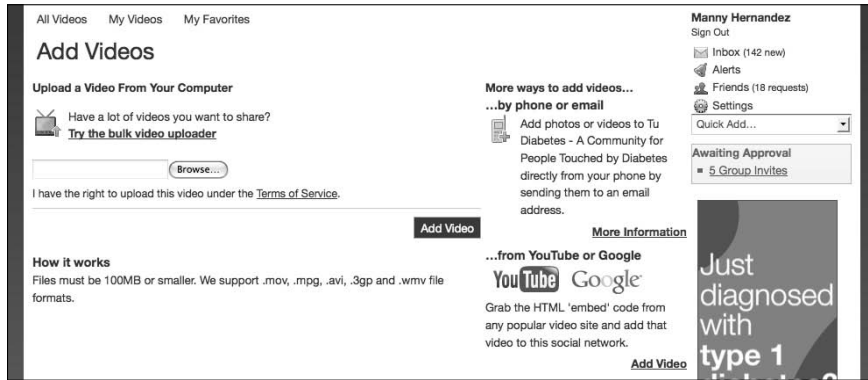 All Videos My Videos My Favorites
Add Videos
Upload a Video From Your Computer
Have a lot of videos you want to share?
Try the bulk video uploader
Browse...
I have the right to upload this video under the Terms of Service.
Add Video
How it works
Files must be 100MB or smaller. We support .mov, .mpg, .avi, .3gp and .wmv file
formats.
More ways to add videos...
...by phone or email
Add photos or videos to Tu
Diabetes - A Community for
People Touched by Diabetes
directly from your phone by
sending them to an email
address.
More Information
...from YouTube or Google
YouTube Google
Grab the HTML 'embed' code from
any popular video site and add that
video to this social network.
Add Video
Manny Hernandez
Sign Out
Inbox (142 new)
Alerts
Friends (18 requests)
Settings
Quick Add...
Awaiting Approval
5 Group Invites
Just
diagnosed
with
type 1